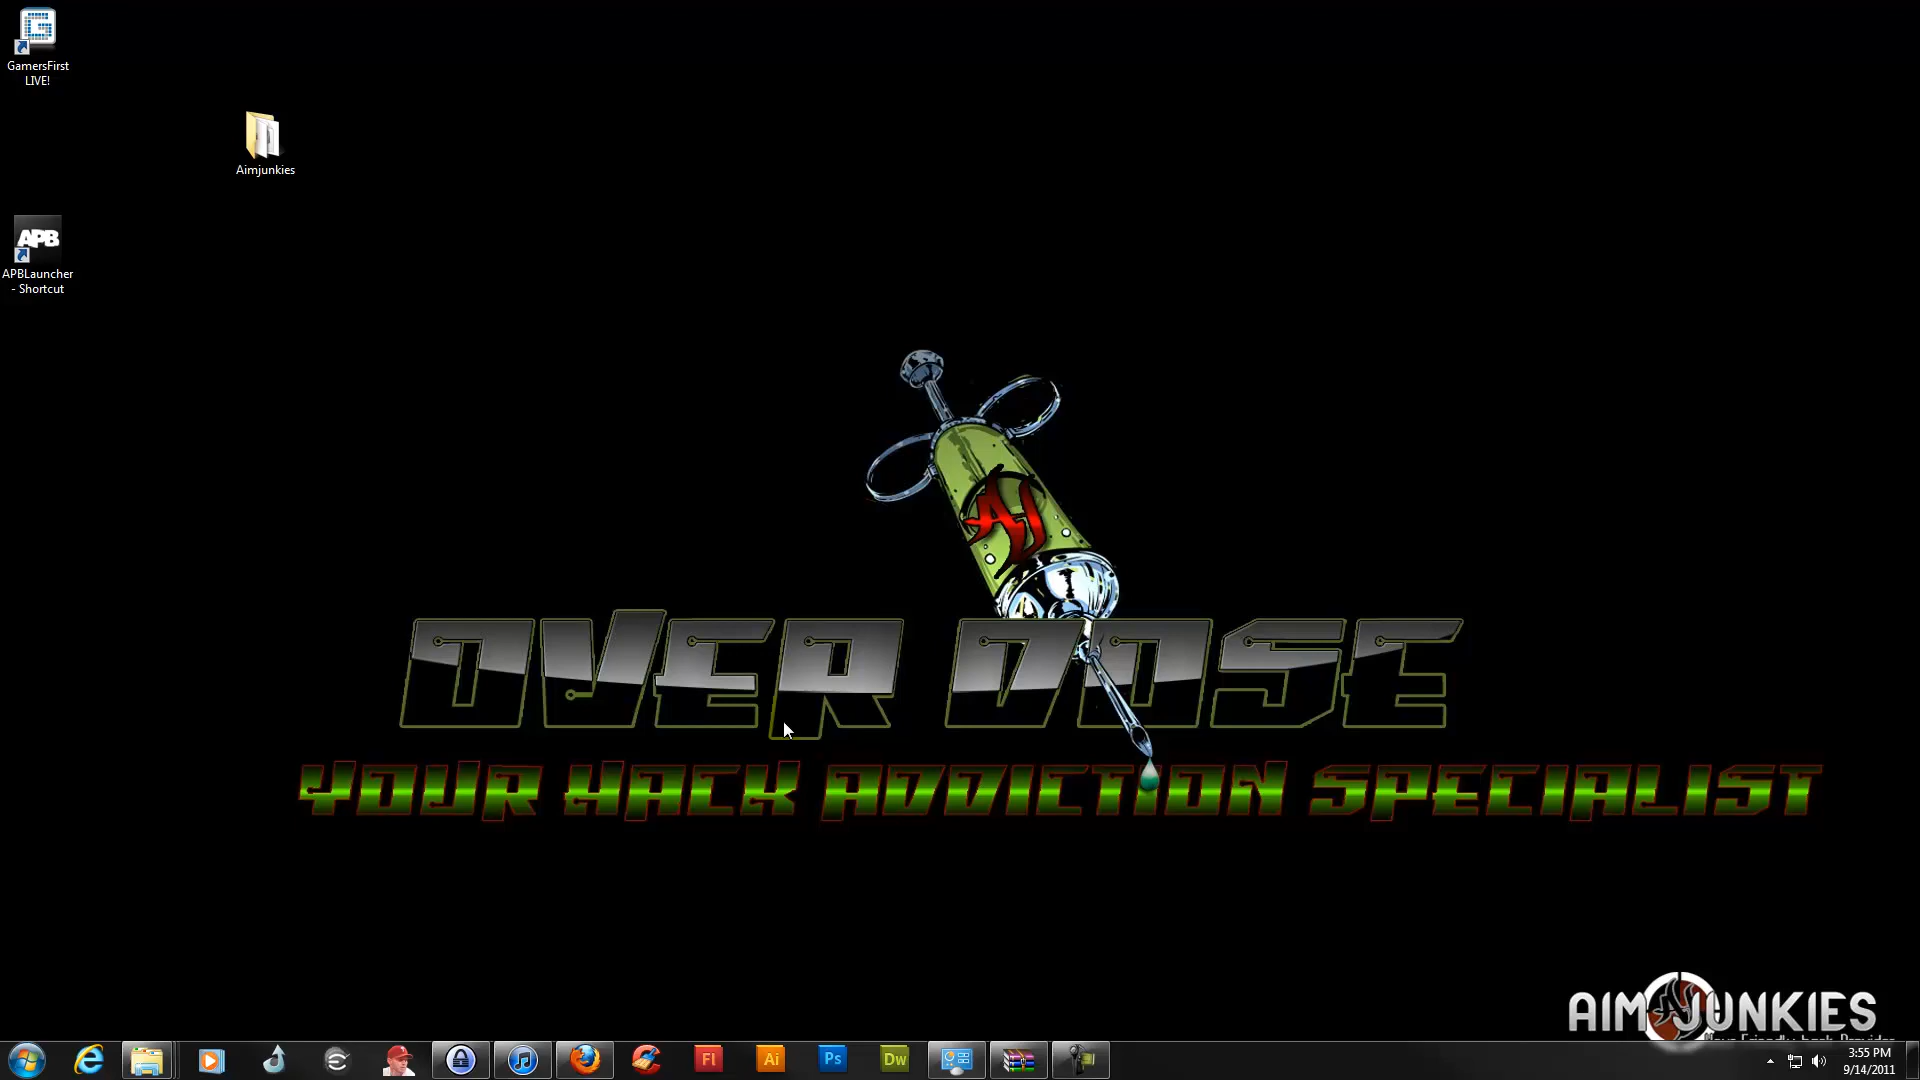 GamersFirst
LIVE!
Aimjunkies
APB
APBLauncher
- Shortcut
AJ
OVER DOSE
YOUR HACK ADDICTION SPECIALIST
AIMJUNKIES
Fl
Ai
Ps
Dw
3:55 PM
9/14/2011